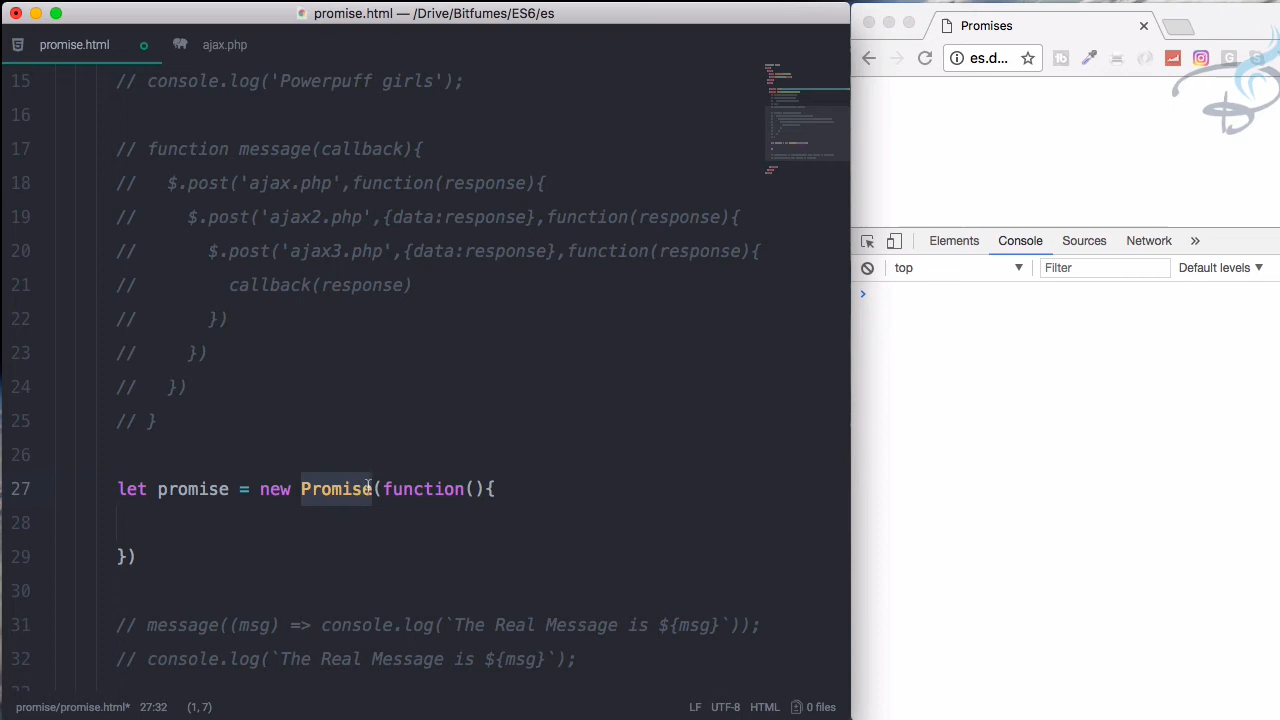 promise.html — /Drive/Bitfumes/ES6/es
promise.html
ajax.php
15 // console.log('Powerpuff girls');
16
17 // function message(callback){
18 //   $.post('ajax.php',function(response){
19 //     $.post('ajax2.php',{data:response},function(response){
20 //       $.post('ajax3.php',{data:response},function(response){
21 //         callback(response)
22 //       })
23 //     })
24 //   })
25 // }
26
27 let promise = new Promise(function(){
28
29 })
30
31 // message((msg) => console.log(`The Real Message is ${msg}`));
32 // console.log(`The Real Message is ${msg}`);
promise/promise.html* 27:32 (1,7) LF UTF-8 HTML 0 files
Promises
es.d...
Elements Console Sources Network »
top Filter Default levels